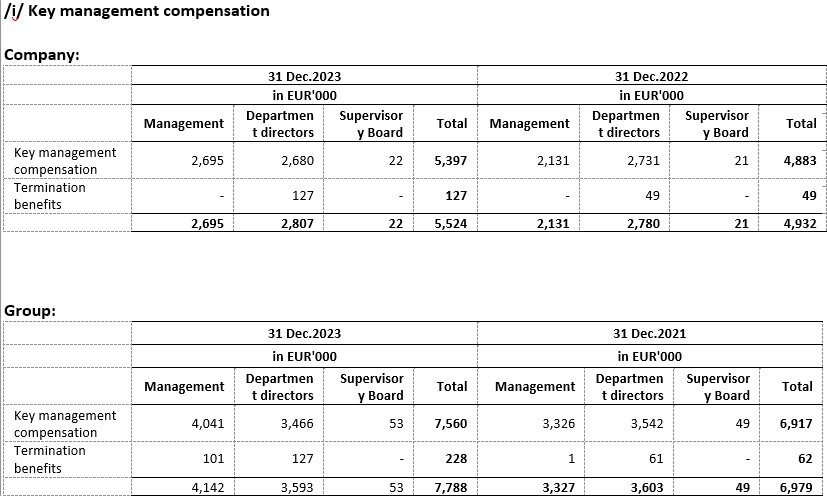 /i/ Key management compensation
Company:
31 Dec.2023 31 Dec.2022
in EUR'000 in EUR'000
Management Departmen t directors Supervisor y Board Total Management Departmen t directors Supervisor y Board Total
Key management compensation 2,695 2,680 22 5,397 2,131 2,731 21 4,883
Termination benefits - 127 - 127 - 49 - 49
2,695 2,807 22 5,524 2,131 2,780 21 4,932
Group:
31 Dec.2023 31 Dec.2021
in EUR'000 in EUR'000
Management Departmen t directors Supervisor y Board Total Management Departmen t directors Supervisor y Board Total
Key management compensation 4,041 3,466 53 7,560 3,326 3,542 49 6,917
Termination benefits 101 127 - 228 1 61 - 62
4,142 3,593 53 7,788 3,327 3,603 49 6,979